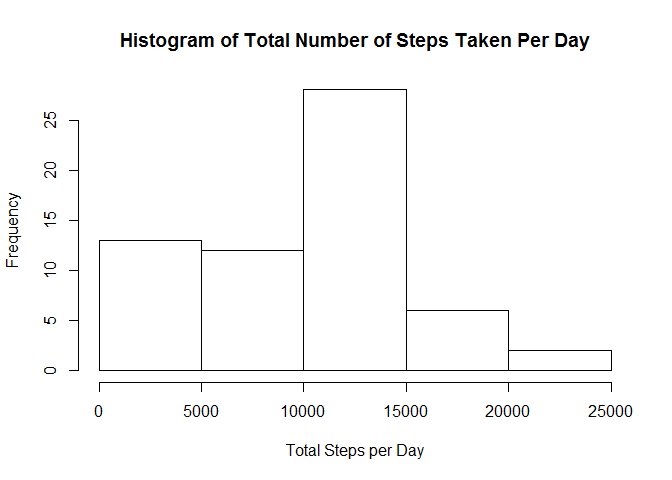 Histogram of Total Number of Steps Taken Per Day
Frequency
25
20
15
10
5
0
0 5000 10000 15000 20000 25000
Total Steps per Day